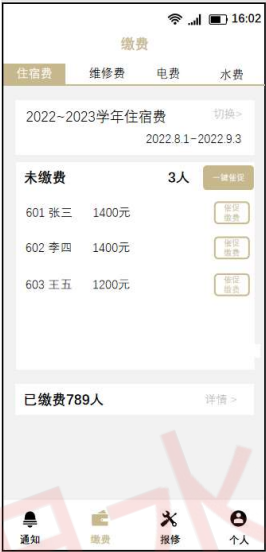 16:02
缴费
住宿费 维修费 电费 水费
2022~2023学年住宿费 切换>
2022.8.1-2022.9.3
未缴费 3人 一键催促
601 张三 1400元 催促
缴费
602 李四 1400元 催促
缴费
603 王五 1200元 催促
缴费
已缴费789人 详情 >
通知 缴费 报修 个人